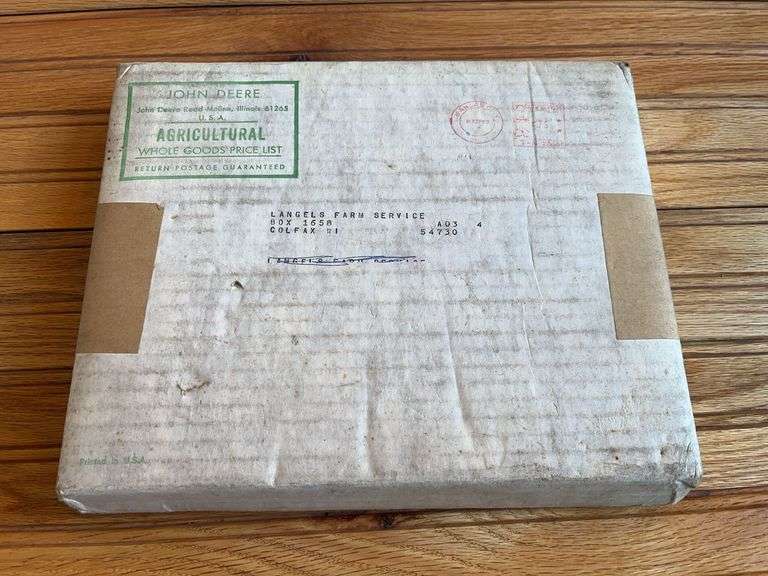 JOHN DEERE
John Deere Road Moline, Illinois 61265
U.S.A.
AGRICULTURAL
WHOLE GOODS PRICE LIST
RETURN POSTAGE GUARANTEED
LANGELS FARM SERVICE
BOX 165B A03 4
COLFAX WI 54730
Printed in U.S.A.